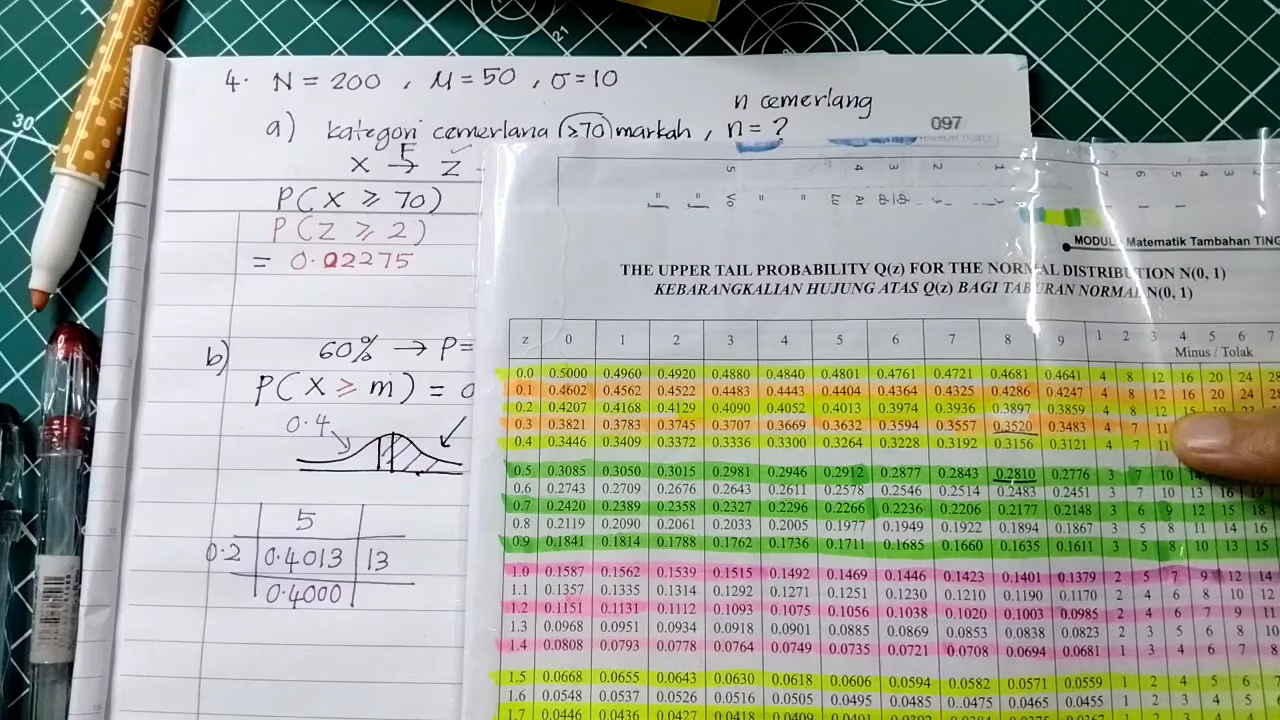 4. N = 200 , μ = 50 , σ = 10
n cemerlang
a) kategori cemerlang ≥70 markah , n = ?
097
X F→ Z
P(X ≥ 70)
P(Z ≥ 2)
= 0.02275
b) 60% → P=
P(X ≥ m) = 0
0.4
5
0.2 0.4013 13
0.4000
30
21
MODUL Matematik Tambahan TING
THE UPPER TAIL PROBABILITY Q(z) FOR THE NORMAL DISTRIBUTION N(0, 1)
KEBARANGKALIAN HUJUNG ATAS Q(z) BAGI TABURAN NORMAL N(0, 1)
z 0 1 2 3 4 5 6 7 8 9 1 2 3 4 5 6 7
Minus / Tolak
0.0 0.5000 0.4960 0.4920 0.4880 0.4840 0.4801 0.4761 0.4721 0.4681 0.4641 4 8 12 16 20 24 28
0.1 0.4602 0.4562 0.4522 0.4483 0.4443 0.4404 0.4364 0.4325 0.4286 0.4247 4 8 12 16 20 24
0.2 0.4207 0.4168 0.4129 0.4090 0.4052 0.4013 0.3974 0.3936 0.3897 0.3859 4 8 12 15
0.3 0.3821 0.3783 0.3745 0.3707 0.3669 0.3632 0.3594 0.3557 0.3520 0.3483 4 7 11
0.4 0.3446 0.3409 0.3372 0.3336 0.3300 0.3264 0.3228 0.3192 0.3156 0.3121 4 7 11
0.5 0.3085 0.3050 0.3015 0.2981 0.2946 0.2912 0.2877 0.2843 0.2810 0.2776 3 7 10
0.6 0.2743 0.2709 0.2676 0.2643 0.2611 0.2578 0.2546 0.2514 0.2483 0.2451 3 7 10 13 16
0.7 0.2420 0.2389 0.2358 0.2327 0.2296 0.2266 0.2236 0.2206 0.2177 0.2148 3 6 9 12 15 18
0.8 0.2119 0.2090 0.2061 0.2033 0.2005 0.1977 0.1949 0.1922 0.1894 0.1867 3 5 8 11 14 16
0.9 0.1841 0.1814 0.1788 0.1762 0.1736 0.1711 0.1685 0.1660 0.1635 0.1611 3 5 8 10 13 15
1.0 0.1587 0.1562 0.1539 0.1515 0.1492 0.1469 0.1446 0.1423 0.1401 0.1379 2 5 7 9 12 14
1.1 0.1357 0.1335 0.1314 0.1292 0.1271 0.1251 0.1230 0.1210 0.1190 0.1170 2 4 6 8 10 12
1.2 0.1151 0.1131 0.1112 0.1093 0.1075 0.1056 0.1038 0.1020 0.1003 0.0985 2 4 6 7 9 11
1.3 0.0968 0.0951 0.0934 0.0918 0.0901 0.0885 0.0869 0.0853 0.0838 0.0823 2 3 5 6 8 10
1.4 0.0808 0.0793 0.0778 0.0764 0.0749 0.0735 0.0721 0.0708 0.0694 0.0681 1 3 4 6 7 8
1.5 0.0668 0.0655 0.0643 0.0630 0.0618 0.0606 0.0594 0.0582 0.0571 0.0559 1 2 4 5 6 7
1.6 0.0548 0.0537 0.0526 0.0516 0.0505 0.0495 0.0485 0..0475 0.0465 0.0455 1 2 3 4 5
1.7 0.0446 0.0436 0.0427 0.0418 0.0409 0.0401